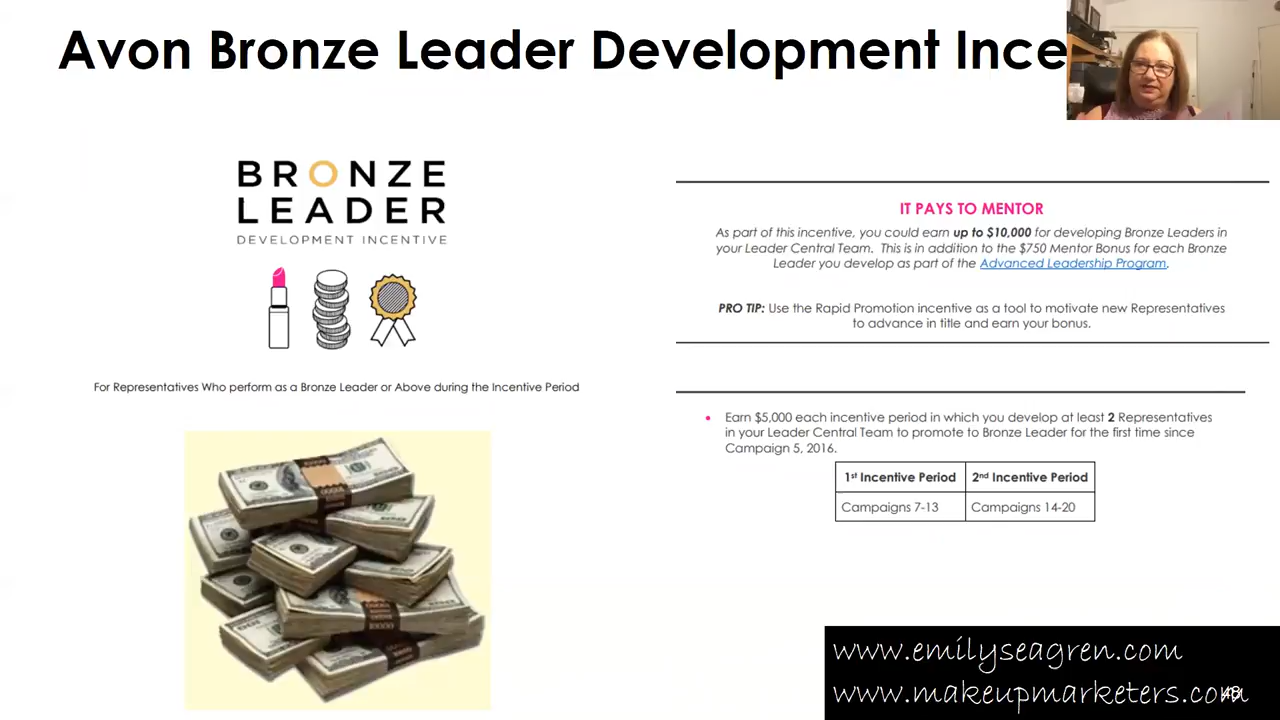 Avon Bronze Leader Development Ince
BRONZE
LEADER
DEVELOPMENT INCENTIVE
For Representatives Who perform as a Bronze Leader or Above during the Incentive Period
IT PAYS TO MENTOR
As part of this incentive, you could earn up to $10,000 for developing Bronze Leaders in
your Leader Central Team. This is in addition to the $750 Mentor Bonus for each Bronze
Leader you develop as part of the Advanced Leadership Program.
PRO TIP: Use the Rapid Promotion incentive as a tool to motivate new Representatives
to advance in title and earn your bonus.
• Earn $5,000 each incentive period in which you develop at least 2 Representatives
in your Leader Central Team to promote to Bronze Leader for the first time since
Campaign 5, 2016.
1st Incentive Period 2nd Incentive Period
Campaigns 7-13 Campaigns 14-20
www.emilyseagren.com
www.makeupmarketers.com
48